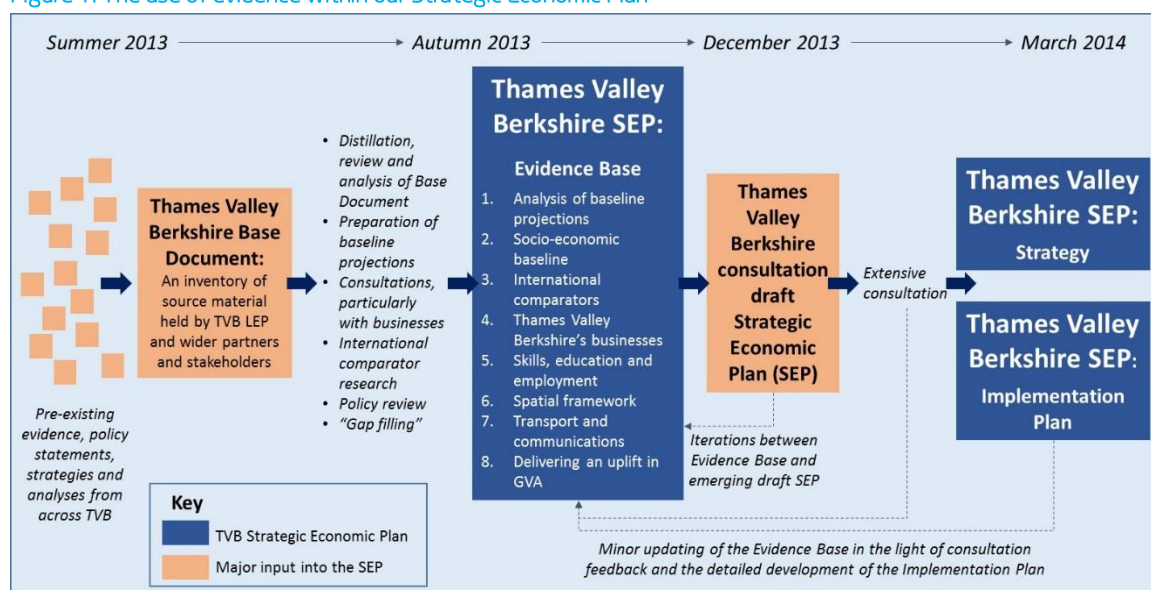 Figure 1: The use of evidence within our Strategic Economic Plan
Summer 2013
Autumn 2013
December 2013
March 2014
Pre-existing
evidence, policy
statements,
strategies and
analyses from
across TVB
Thames Valley
Berkshire Base
Document:
An inventory of
source material
held by TVB LEP
and wider partners
and stakeholders
• Distillation,
review and
analysis of Base
Document
• Preparation of
baseline
projections
• Consultations,
particularly
with businesses
• International
comparator
research
• Policy review
• “Gap filling”
Thames Valley
Berkshire SEP:
Evidence Base
1. Analysis of baseline
projections
2. Socio-economic
baseline
3. International
comparators
4. Thames Valley
Berkshire’s businesses
5. Skills, education and
employment
6. Spatial framework
7. Transport and
communications
8. Delivering an uplift in
GVA
Thames
Valley
Berkshire
consultation
draft
Strategic
Economic
Plan (SEP)
Iterations between
Evidence Base and
emerging draft SEP
Extensive
consultation
Thames Valley
Berkshire SEP:
Strategy
Thames Valley
Berkshire SEP:
Implementation
Plan
Minor updating of the Evidence Base in the light of consultation
feedback and the detailed development of the Implementation Plan
Key
TVB Strategic Economic Plan
Major input into the SEP